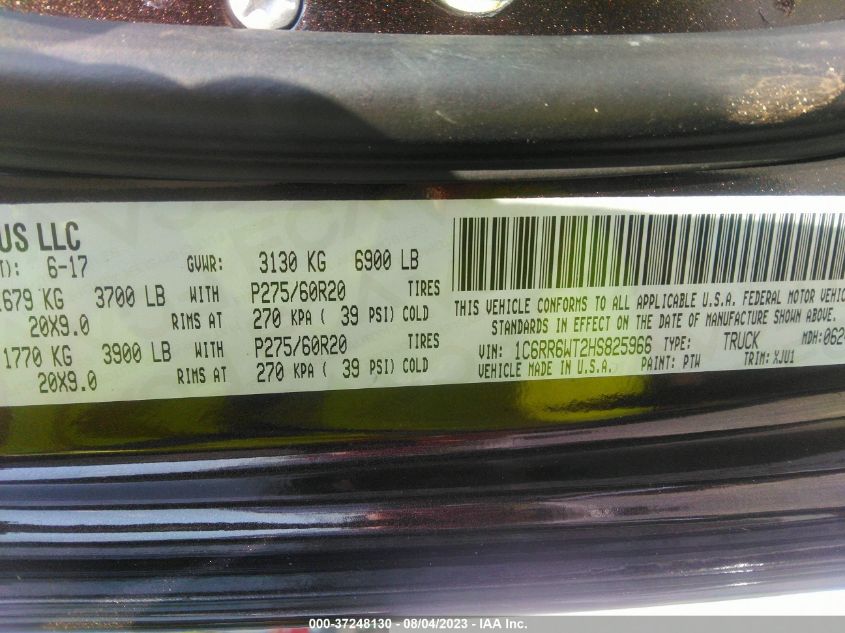 US LLC
T): 6-17 GVWR: 3130 KG 6900 LB
1679 KG 3700 LB WITH P275/60R20 TIRES
20X9.0 RIMS AT 270 KPA ( 39 PSI) COLD
1770 KG 3900 LB WITH P275/60R20 TIRES
20X9.0 RIMS AT 270 KPA ( 39 PSI) COLD
THIS VEHICLE CONFORMS TO ALL APPLICABLE U.S.A. FEDERAL MOTOR VEHIC
STANDARDS IN EFFECT ON THE DATE OF MANUFACTURE SHOWN ABOVE.
VIN: 1C6RR6WT2HS825966 TYPE: TRUCK MDH:062
VEHICLE MADE IN U.S.A. PAINT: PTW TRIM: XJU1
000-37248130 - 08/04/2023 - IAA Inc.